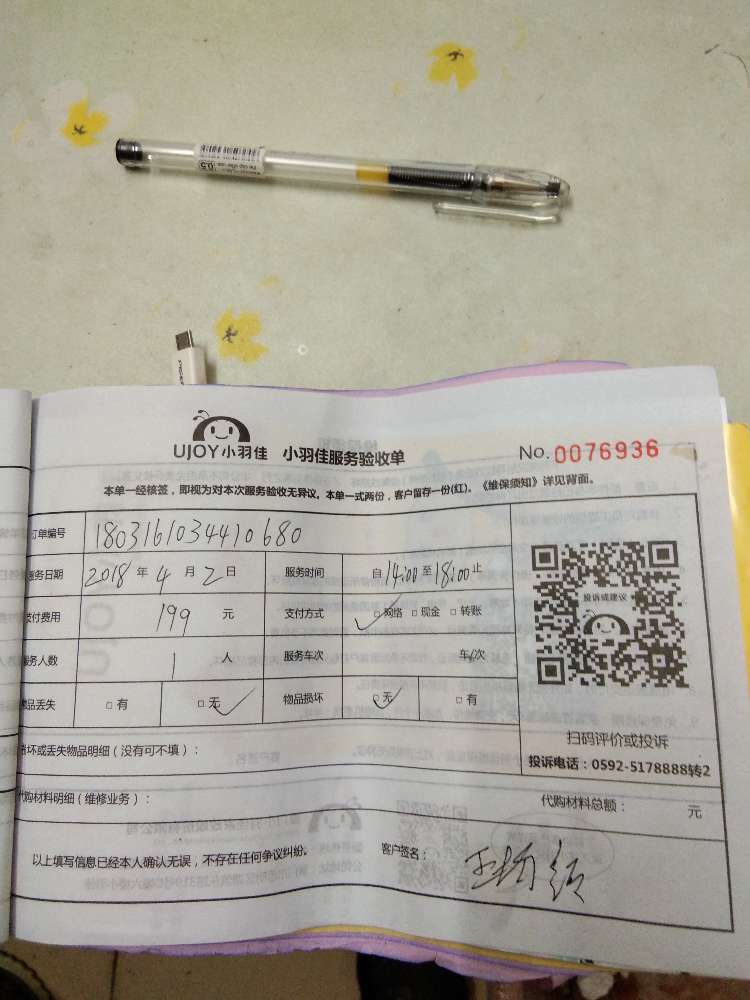 UJOY小羽佳 小羽佳服务验收单 No.0076936
本单一经核签，即视为对本次服务验收无异议。本单一式两份，客户留存一份(红)。《维保须知》详见背面。
订单编号 1803161034410680
服务日期 2018年4月2日 服务时间 自14:00至18:00止
支付费用 199 元 支付方式 □网络 □现金 □转账
服务人数 1 人 服务车次 车/次
物品丢失 □有 □无 物品损坏 □无 □有
投诉或建议
扫码评价或投诉
投诉电话：0592-5178888转2
损坏或丢失物品明细（没有可不填）：
代购材料明细（维修业务）： 代购材料总额： 元
以上填写信息已经本人确认无误，不存在任何争议纠纷。 客户签名：
0.5